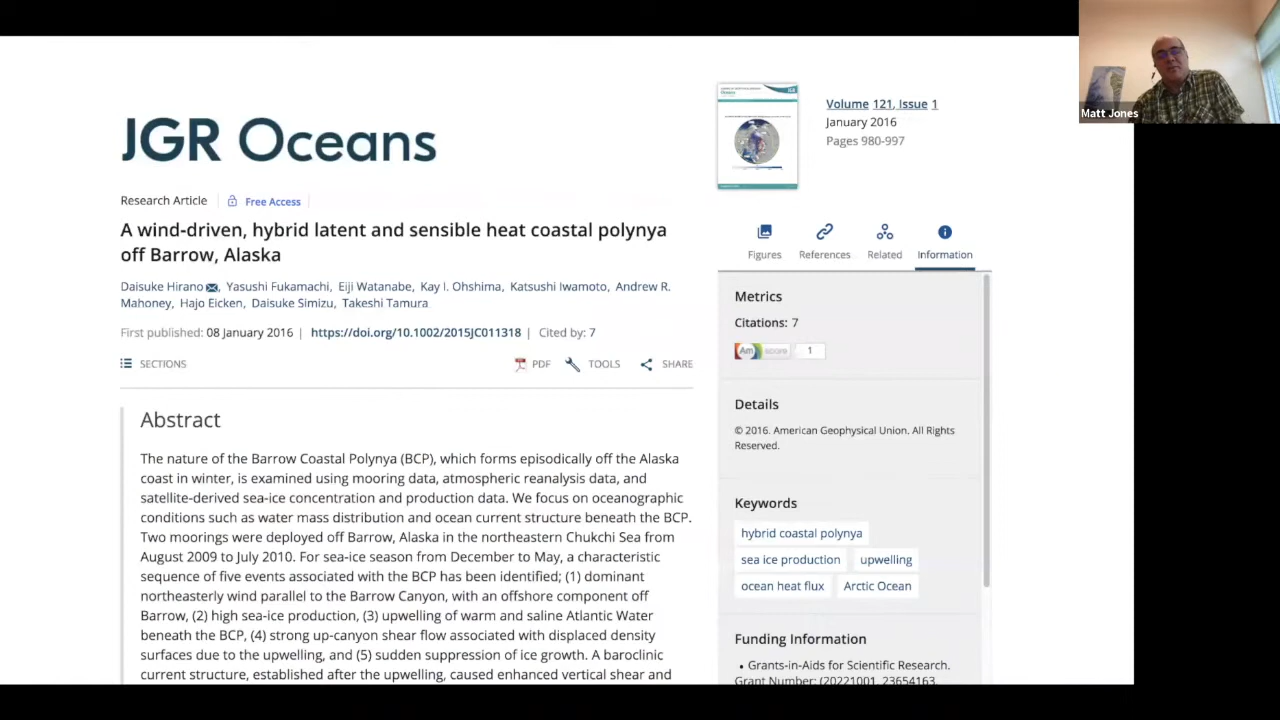 JGR Oceans
Research Article
Free Access
A wind-driven, hybrid latent and sensible heat coastal polynya
off Barrow, Alaska
Daisuke Hirano, Yasushi Fukamachi, Eiji Watanabe, Kay I. Ohshima, Katsushi Iwamoto, Andrew R.
Mahoney, Hajo Eicken, Daisuke Simizu, Takeshi Tamura
First published: 08 January 2016 | https://doi.org/10.1002/2015JC011318 | Cited by: 7
SECTIONS
PDF
TOOLS
SHARE
Abstract
The nature of the Barrow Coastal Polynya (BCP), which forms episodically off the Alaska
coast in winter, is examined using mooring data, atmospheric reanalysis data, and
satellite-derived sea-ice concentration and production data. We focus on oceanographic
conditions such as water mass distribution and ocean current structure beneath the BCP.
Two moorings were deployed off Barrow, Alaska in the northeastern Chukchi Sea from
August 2009 to July 2010. For sea-ice season from December to May, a characteristic
sequence of five events associated with the BCP has been identified; (1) dominant
northeasterly wind parallel to the Barrow Canyon, with an offshore component off
Barrow, (2) high sea-ice production, (3) upwelling of warm and saline Atlantic Water
beneath the BCP, (4) strong up-canyon shear flow associated with displaced density
surfaces due to the upwelling, and (5) sudden suppression of ice growth. A baroclinic
current structure, established after the upwelling, caused enhanced vertical shear and
Volume 121, Issue 1
January 2016
Pages 980-997
Figures
References
Related
Information
Metrics
Citations: 7
Am score 1
Details
© 2016. American Geophysical Union. All Rights
Reserved.
Keywords
hybrid coastal polynya
sea ice production
upwelling
ocean heat flux
Arctic Ocean
Funding Information
• Grants-in-Aids for Scientific Research.
Grant Number: (20221001, 23654163,
Matt Jones